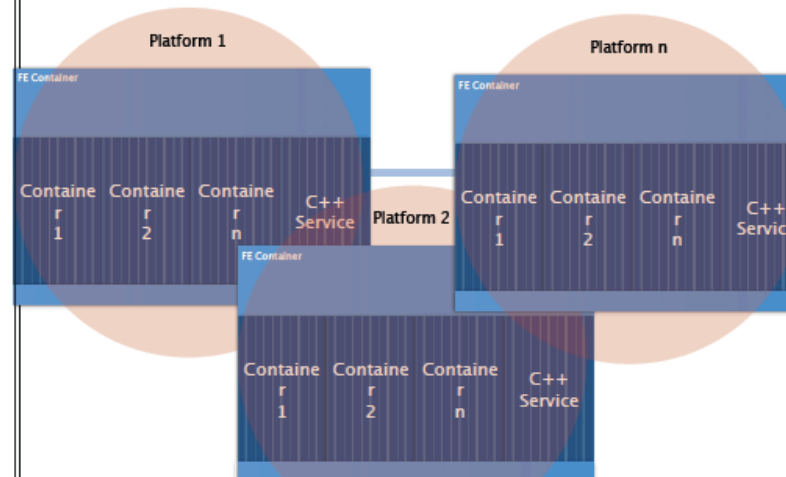 Platform 1
FE Container
Containe
r
1
Containe
r
2
Containe
r
n
C++
Service
Platform n
FE Container
Containe
r
1
Containe
r
2
Containe
r
n
C++
Servic
Platform 2
FE Container
Containe
r
1
Containe
r
2
Containe
r
n
C++
Service